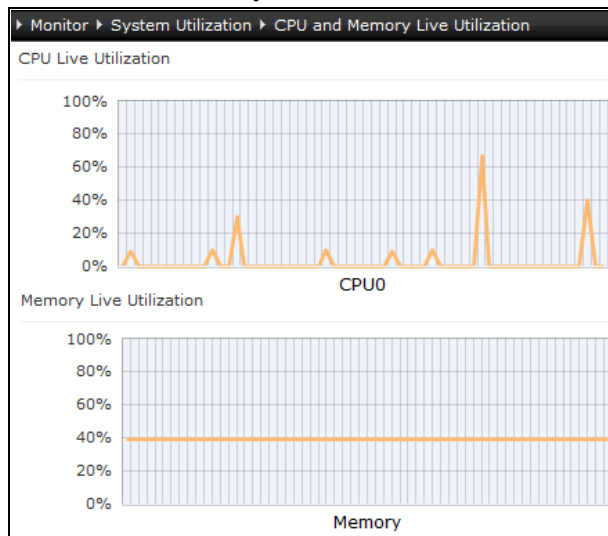 Monitor System Utilization CPU and Memory Live Utilization
CPU Live Utilization
100%
80%
60%
40%
20%
0%
CPU0
Memory Live Utilization
100%
80%
60%
40%
20%
0%
Memory